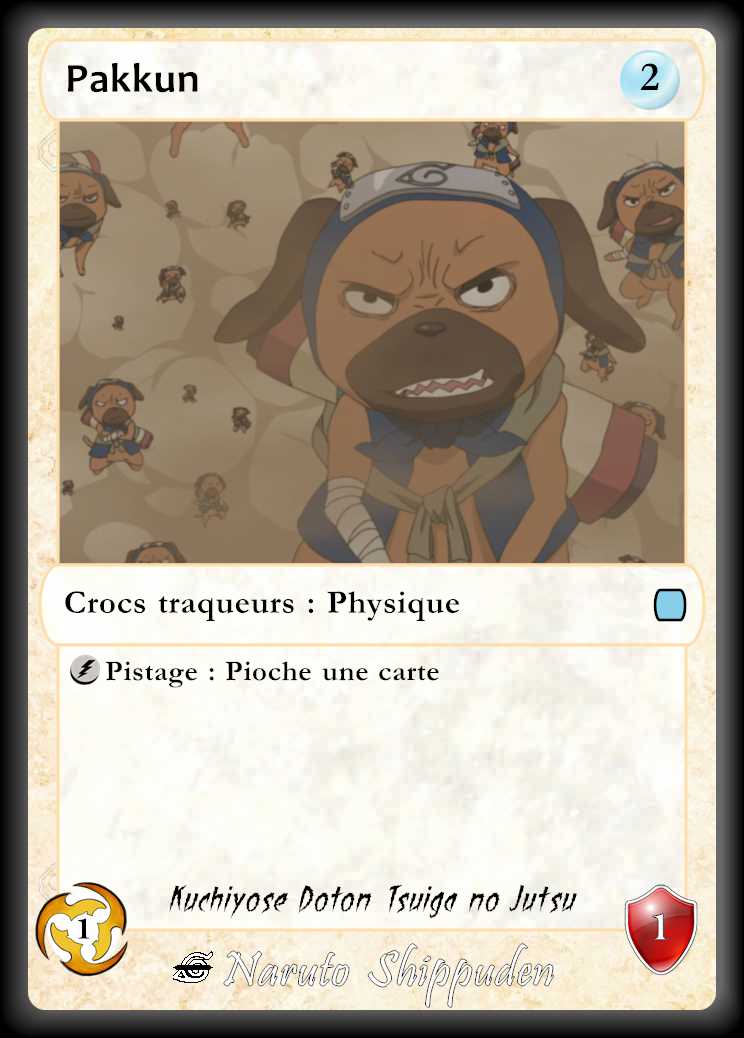 Pakkun
2
Crocs traqueurs : Physique
Pistage : Pioche une carte
Kuchiyose Doton Tsuiga no Jutsu
1
1
Naruto Shippuden